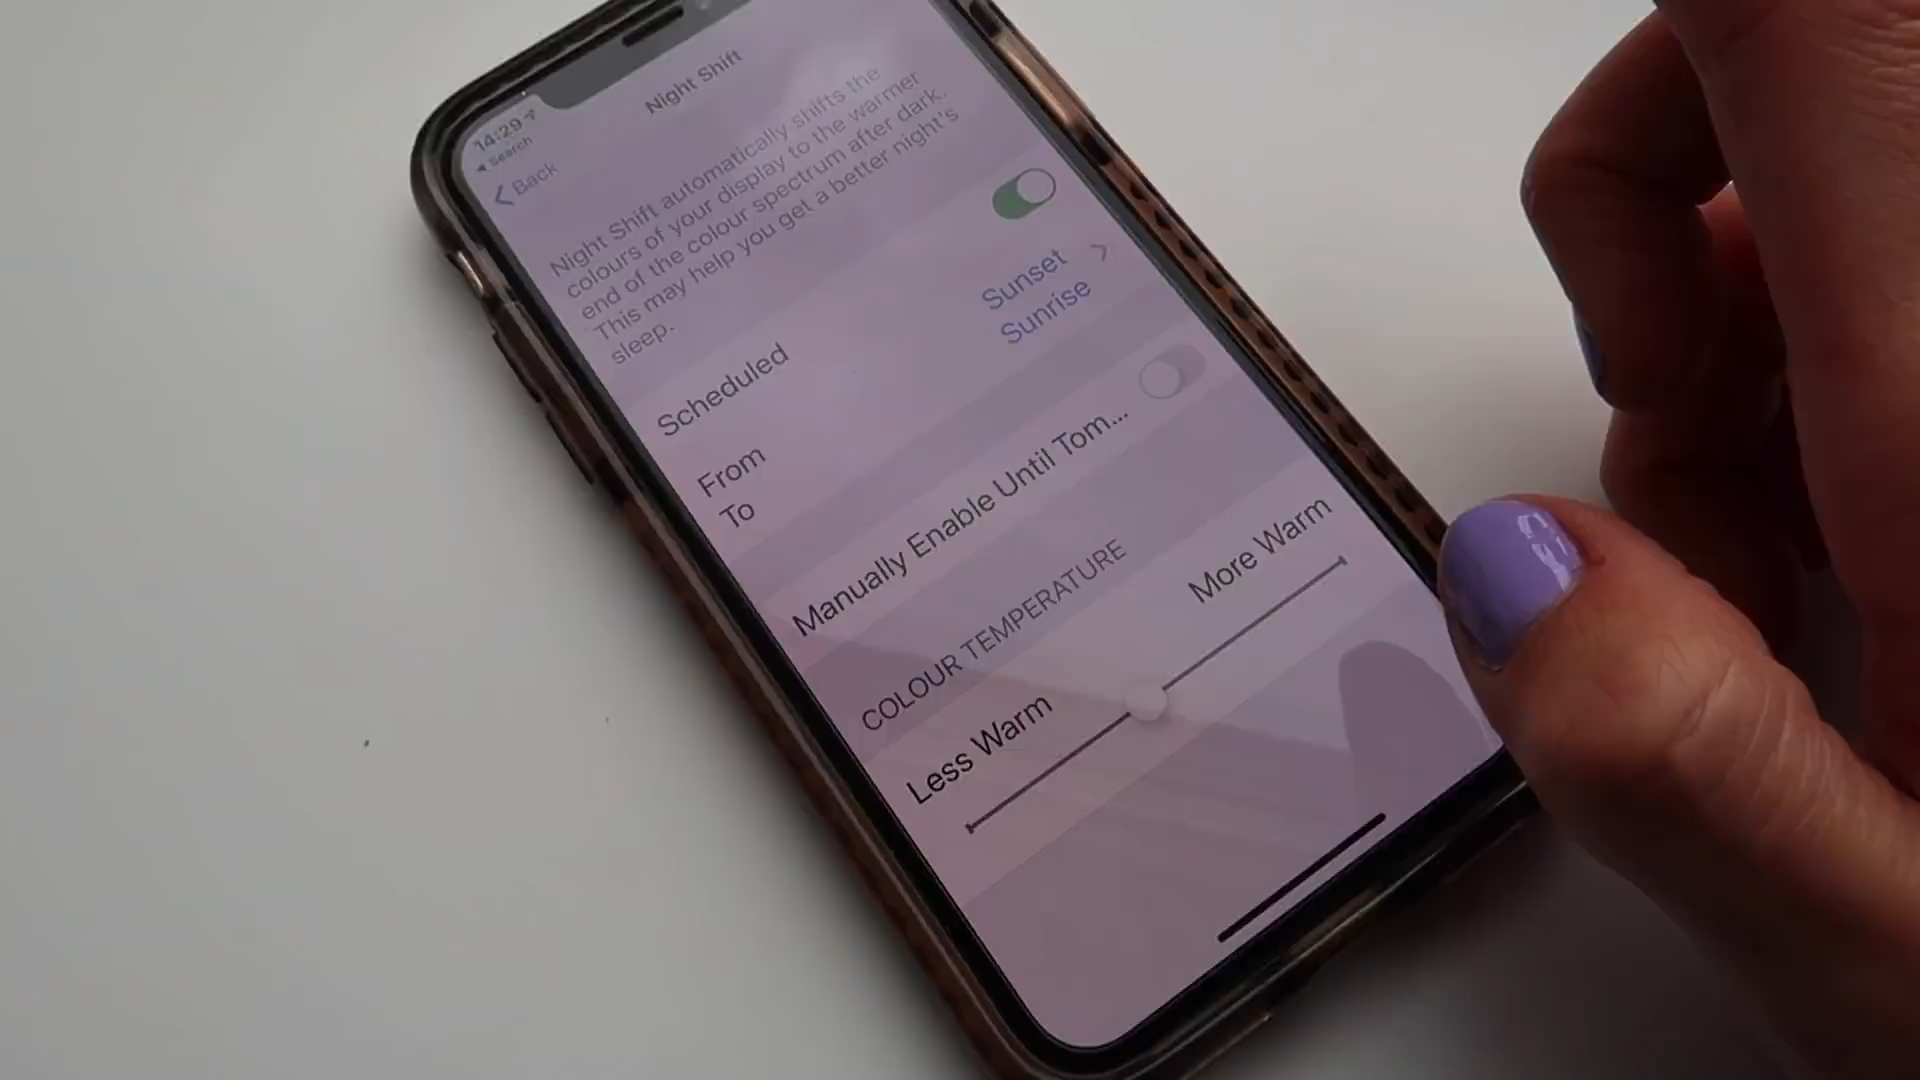 14:29
Search
Back
Night Shift
Night Shift automatically shifts the
colours of your display to the warmer
end of the colour spectrum after dark.
This may help you get a better night's
sleep.
Scheduled
From Sunset
To Sunrise
Manually Enable Until Tom...
COLOUR TEMPERATURE
Less Warm More Warm